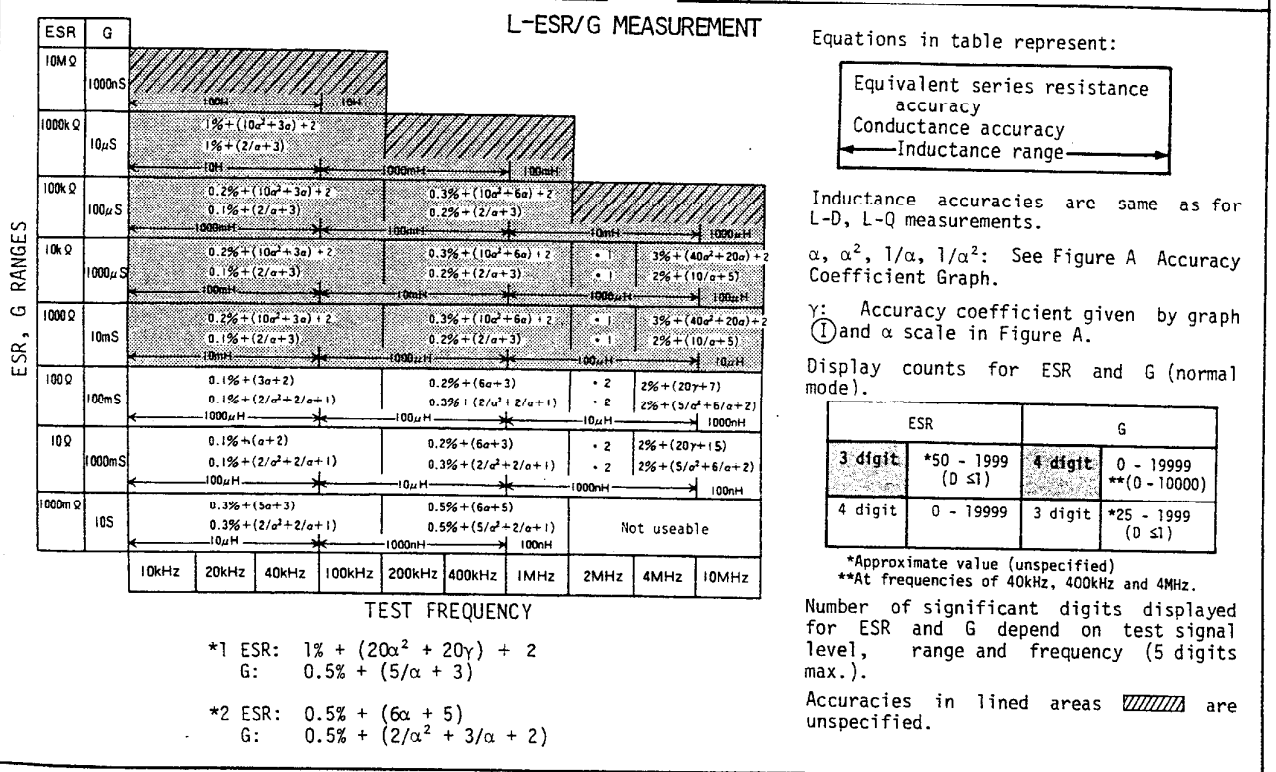 L-ESR/G MEASUREMENT
ESR G
10MΩ 1000nS
100H 10H
1000kΩ 10μS
1%+(10α²+3α)+2
1%+(2/α+3)
10H 1000mH 100mH
100kΩ 100μS
0.2%+(10α²+3α)+2 0.3%+(10α²+6α)+2
0.1%+(2/α+3) 0.2%+(2/α+3)
1000mH 100mH 10mH 1000μH
10kΩ 1000μS
0.2%+(10α²+3α)+2 0.3%+(10α²+6α)+2 *1 3%+(40α²+20α)+2
0.1%+(2/α+3) 0.2%+(2/α+3) 2%+(10/α+5)
100mH 10mH 1000μH 100μH
1000Ω 10mS
0.2%+(10α²+3α)+2 0.3%+(10α²+6α)+2 *1 3%+(40α²+20α)+2
0.1%+(2/α+3) 0.2%+(2/α+3) *1 2%+(10/α+5)
10mH 1000μH 100μH 10μH
100Ω 100mS
0.1%+(3α+2) 0.2%+(6α+3) *2 2%+(20γ+7)
0.1%+(2/α²+2/α+1) 0.3%+(2/α²+2/α+1) *2 2%+(5/α²+6/α+2)
1000μH 100μH 10μH 1000nH
10Ω 1000mS
0.1%+(α+2) 0.2%+(6α+3) *2 2%+(20γ+15)
0.1%+(2/α²+2/α+1) 0.3%+(2/α²+2/α+1) *2 2%+(5/α²+6/α+2)
100μH 10μH 1000nH 100nH
1000mΩ 10S
0.3%+(5α+3) 0.5%+(6α+5)
0.3%+(2/α²+2/α+1) 0.5%+(5/α²+2/α+1) Not useable
10μH 1000nH 100nH
10kHz 20kHz 40kHz 100kHz 200kHz 400kHz 1MHz 2MHz 4MHz 10MHz
ESR, G RANGES
TEST FREQUENCY
*1 ESR: 1% + (20α² + 20γ) + 2
G: 0.5% + (5/α + 3)
*2 ESR: 0.5% + (6α + 5)
G: 0.5% + (2/α² + 3/α + 2)
Equations in table represent:
Equivalent series resistance
accuracy
Conductance accuracy
Inductance range
Inductance accuracies are same as for
L-D, L-Q measurements.
α, α², 1/α, 1/α²: See Figure A Accuracy
Coefficient Graph.
γ: Accuracy coefficient given by graph
Ⓘ and α scale in Figure A.
Display counts for ESR and G (normal
mode).
ESR G
3 digit *50 - 1999 4 digit 0 - 19999
(D ≤1) **(0 - 10000)
4 digit 0 - 19999 3 digit *25 - 1999
(D ≤1)
*Approximate value (unspecified)
**At frequencies of 40kHz, 400kHz and 4MHz.
Number of significant digits displayed
for ESR and G depend on test signal
level, range and frequency (5 digits
max.).
Accuracies in lined areas are
unspecified.